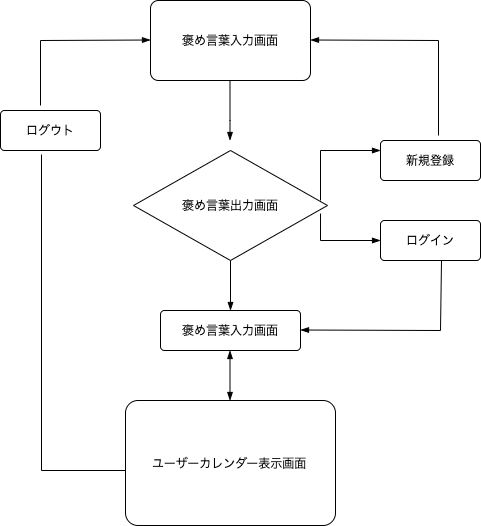 褒め言葉入力画面
ログウト
新規登録
褒め言葉出力画面
ログイン
褒め言葉入力画面
ユーザーカレンダー表示画面